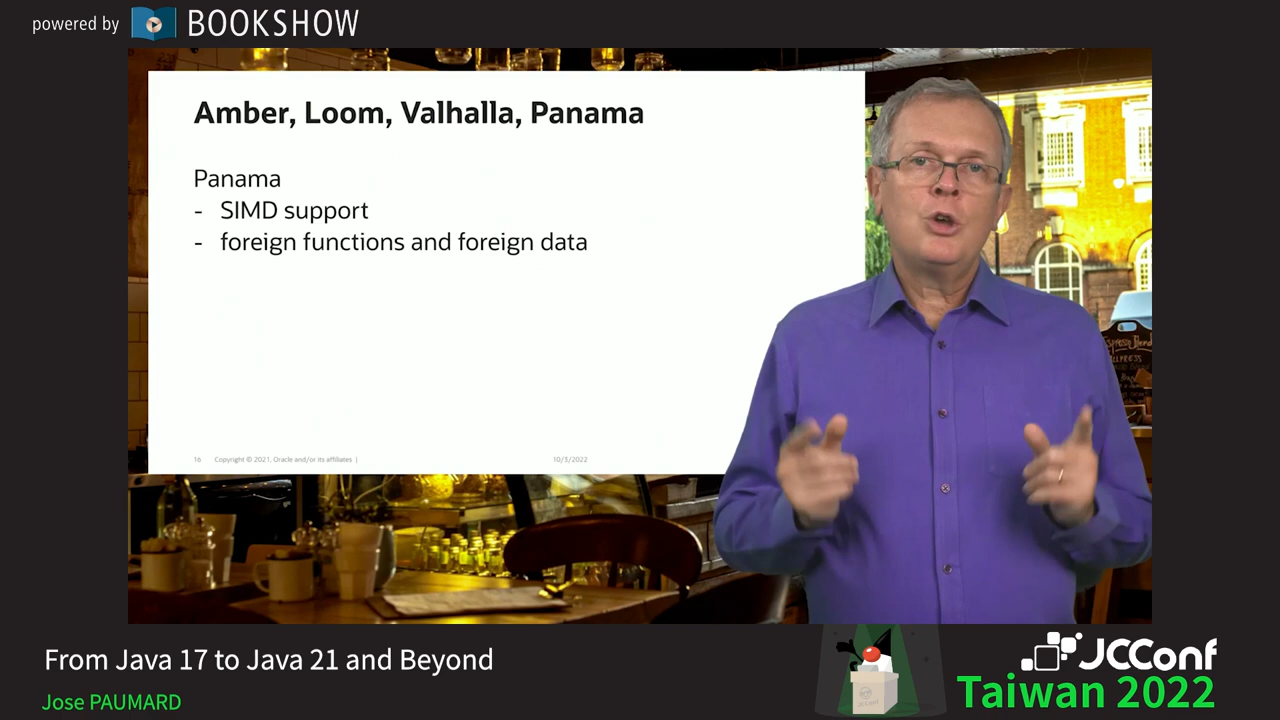 powered by BOOKSHOW
Amber, Loom, Valhalla, Panama
Panama
- SIMD support
- foreign functions and foreign data
16 Copyright © 2021, Oracle and/or its affiliates | 10/3/2022
From Java 17 to Java 21 and Beyond
Jose PAUMARD
JCConf
Taiwan 2022